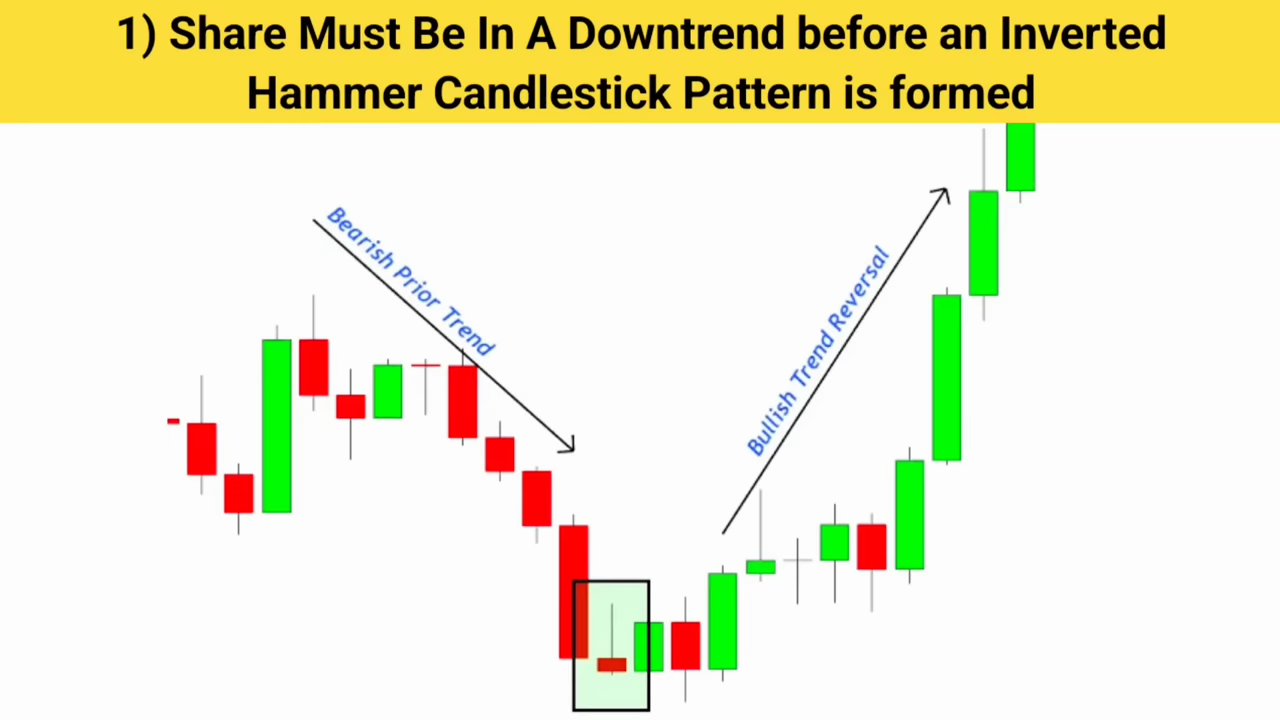 1) Share Must Be In A Downtrend before an Inverted
Hammer Candlestick Pattern is formed
Bearish Prior Trend
Bullish Trend Reversal